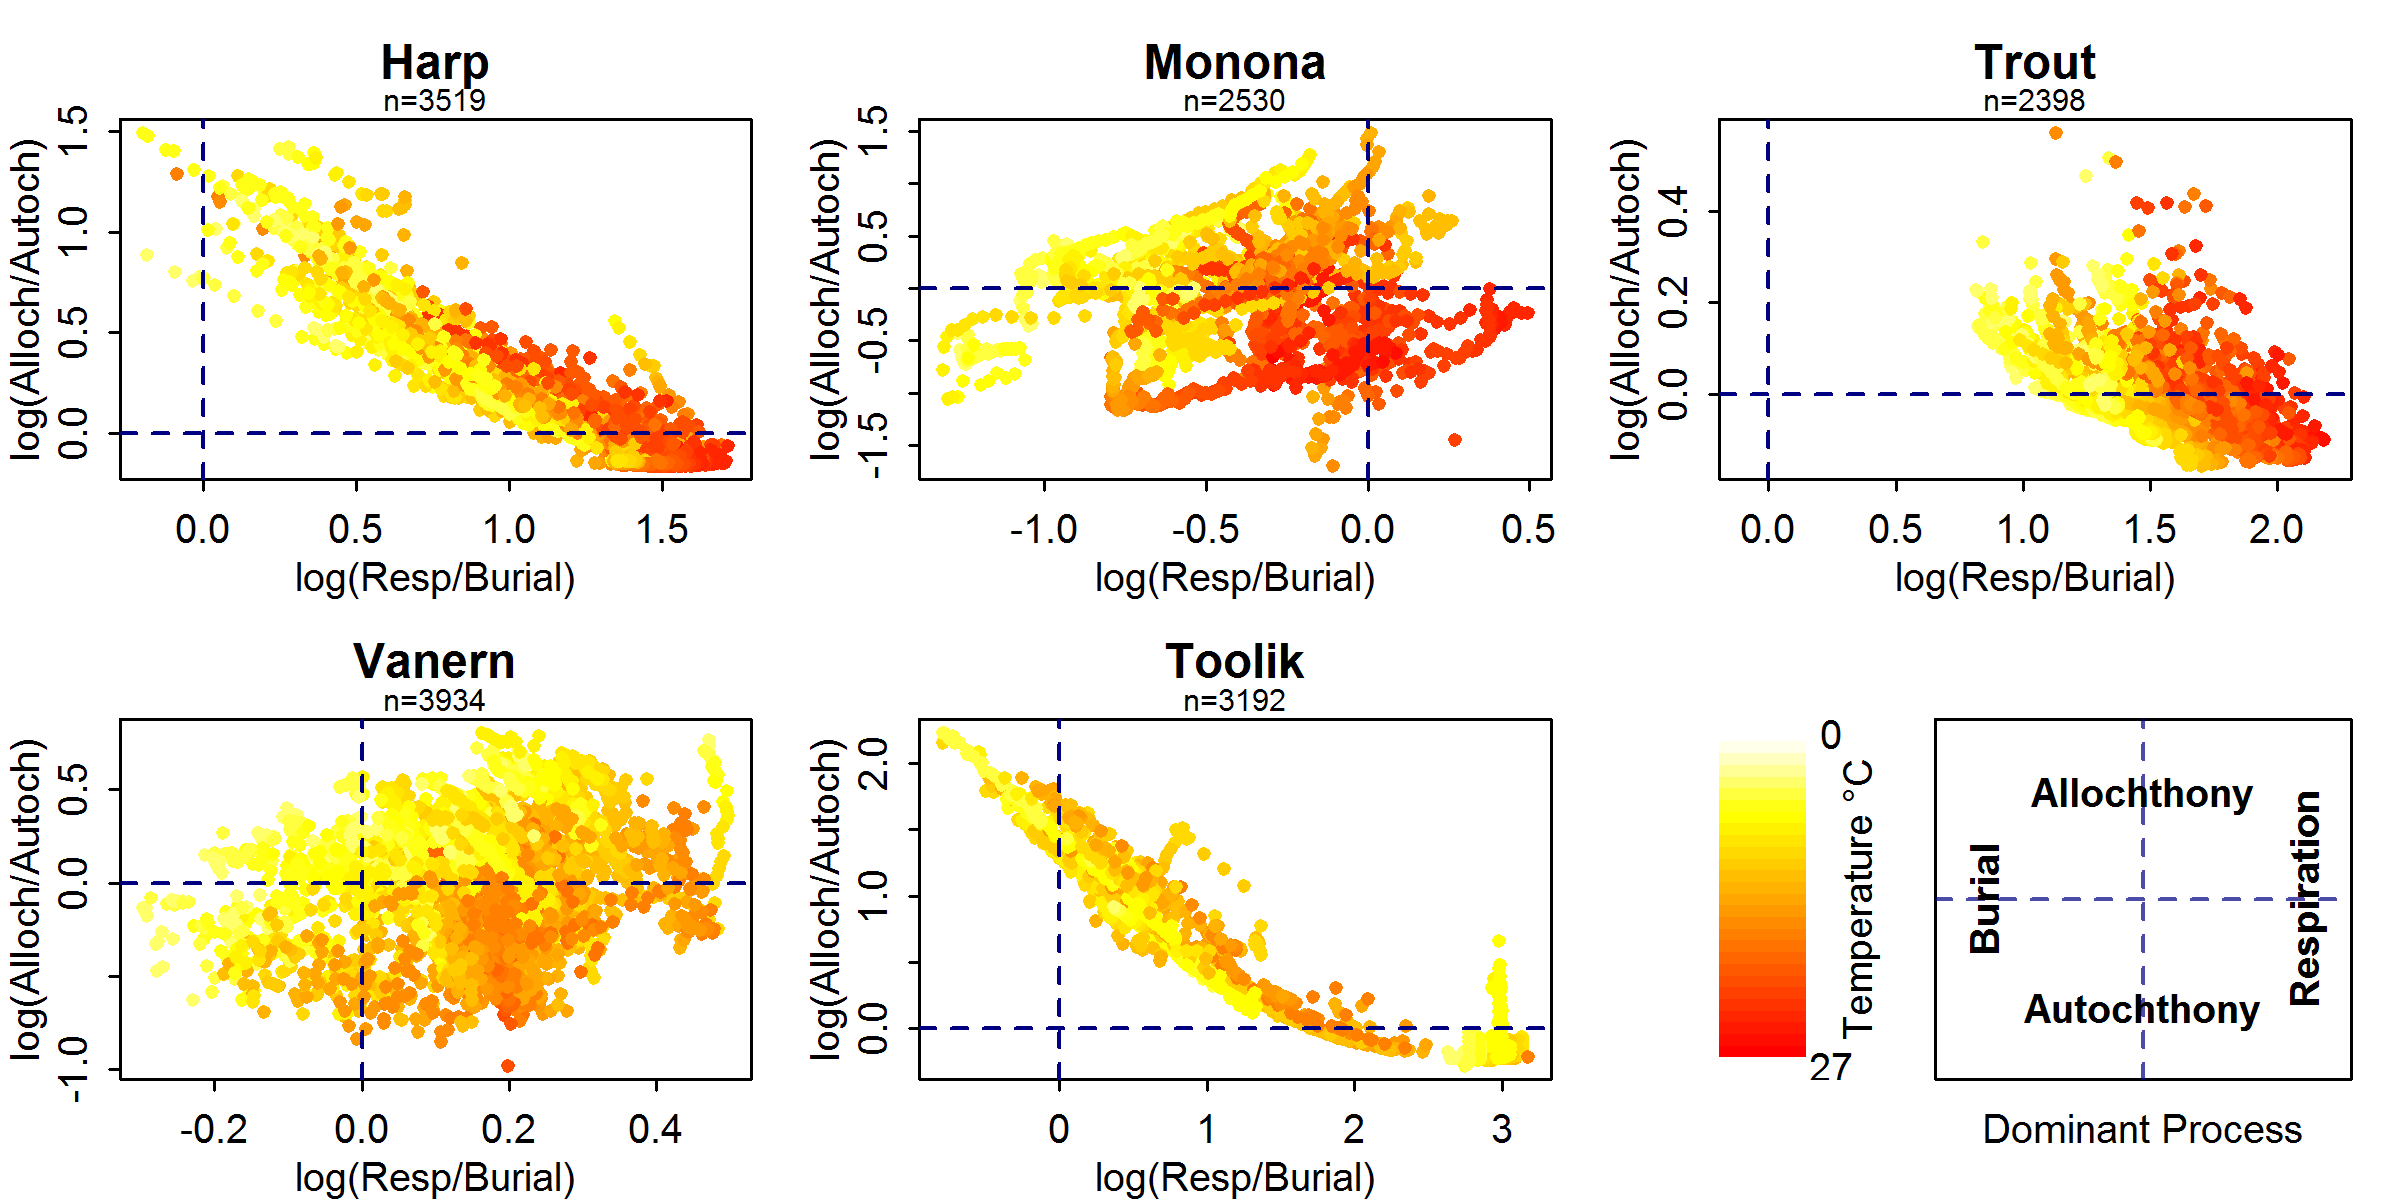 Harp
n=3519
log(Alloch/Autoch)
0.0 0.5 1.0 1.5
0.0 0.5 1.0 1.5
log(Resp/Burial)
Monona
n=2530
log(Alloch/Autoch)
-1.5 -0.5 0.5 1.5
-1.0 -0.5 0.0 0.5
log(Resp/Burial)
Trout
n=2398
log(Alloch/Autoch)
0.0 0.2 0.4
0.0 0.5 1.0 1.5 2.0
log(Resp/Burial)
Vanern
n=3934
log(Alloch/Autoch)
-1.0 0.0 0.5
-0.2 0.0 0.2 0.4
log(Resp/Burial)
Toolik
n=3192
log(Alloch/Autoch)
0.0 1.0 2.0
0 1 2 3
log(Resp/Burial)
0
Temperature °C
27
Allochthony
Burial
Respiration
Autochthony
Dominant Process